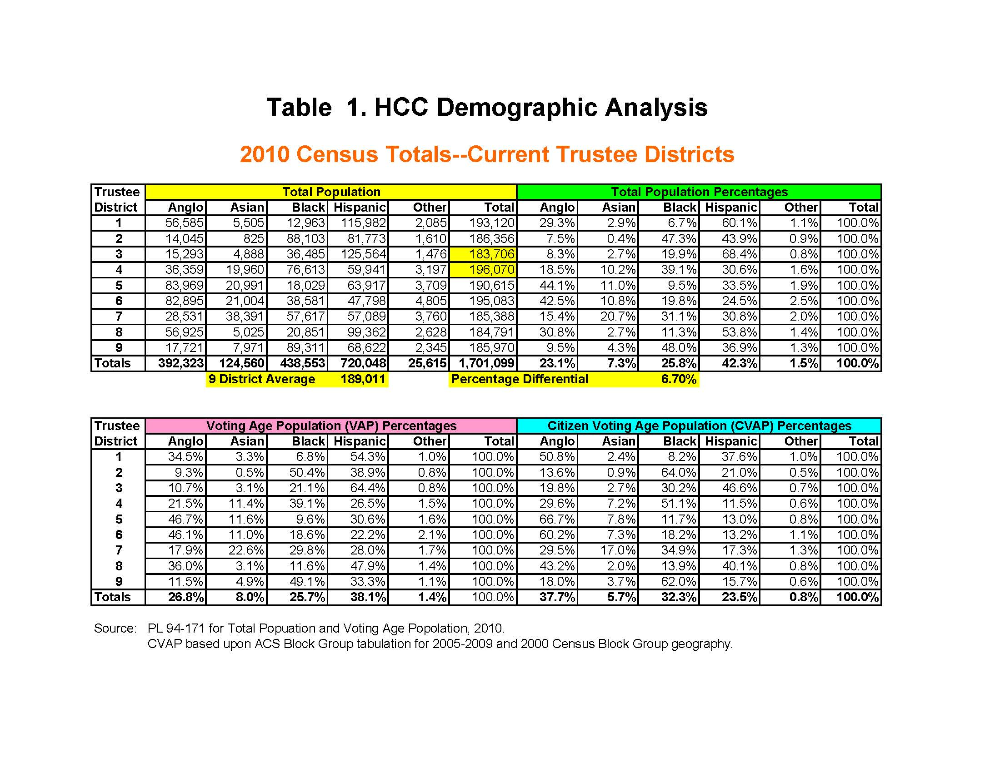 Table 1. HCC Demographic Analysis
2010 Census Totals--Current Trustee Districts
Trustee Total Population Total Population Percentages
District Anglo Asian Black Hispanic Other Total Anglo Asian Black Hispanic Other Total
1 56,585 5,505 12,963 115,982 2,085 193,120 29.3% 2.9% 6.7% 60.1% 1.1% 100.0%
2 14,045 825 88,103 81,773 1,610 186,356 7.5% 0.4% 47.3% 43.9% 0.9% 100.0%
3 15,293 4,888 36,485 125,564 1,476 183,706 8.3% 2.7% 19.9% 68.4% 0.8% 100.0%
4 36,359 19,960 76,613 59,941 3,197 196,070 18.5% 10.2% 39.1% 30.6% 1.6% 100.0%
5 83,969 20,991 18,029 63,917 3,709 190,615 44.1% 11.0% 9.5% 33.5% 1.9% 100.0%
6 82,895 21,004 38,581 47,798 4,805 195,083 42.5% 10.8% 19.8% 24.5% 2.5% 100.0%
7 28,531 38,391 57,617 57,089 3,760 185,388 15.4% 20.7% 31.1% 30.8% 2.0% 100.0%
8 56,925 5,025 20,851 99,362 2,628 184,791 30.8% 2.7% 11.3% 53.8% 1.4% 100.0%
9 17,721 7,971 89,311 68,622 2,345 185,970 9.5% 4.3% 48.0% 36.9% 1.3% 100.0%
Totals 392,323 124,560 438,553 720,048 25,615 1,701,099 23.1% 7.3% 25.8% 42.3% 1.5% 100.0%
9 District Average 189,011 Percentage Differential 6.70%
Trustee Voting Age Population (VAP) Percentages Citizen Voting Age Population (CVAP) Percentages
District Anglo Asian Black Hispanic Other Total Anglo Asian Black Hispanic Other Total
1 34.5% 3.3% 6.8% 54.3% 1.0% 100.0% 50.8% 2.4% 8.2% 37.6% 1.0% 100.0%
2 9.3% 0.5% 50.4% 38.9% 0.8% 100.0% 13.6% 0.9% 64.0% 21.0% 0.5% 100.0%
3 10.7% 3.1% 21.1% 64.4% 0.8% 100.0% 19.8% 2.7% 30.2% 46.6% 0.7% 100.0%
4 21.5% 11.4% 39.1% 26.5% 1.5% 100.0% 29.6% 7.2% 51.1% 11.5% 0.6% 100.0%
5 46.7% 11.6% 9.6% 30.6% 1.6% 100.0% 66.7% 7.8% 11.7% 13.0% 0.8% 100.0%
6 46.1% 11.0% 18.6% 22.2% 2.1% 100.0% 60.2% 7.3% 18.2% 13.2% 1.1% 100.0%
7 17.9% 22.6% 29.8% 28.0% 1.7% 100.0% 29.5% 17.0% 34.9% 17.3% 1.3% 100.0%
8 36.0% 3.1% 11.6% 47.9% 1.4% 100.0% 43.2% 2.0% 13.9% 40.1% 0.8% 100.0%
9 11.5% 4.9% 49.1% 33.3% 1.1% 100.0% 18.0% 3.7% 62.0% 15.7% 0.6% 100.0%
Totals 26.8% 8.0% 25.7% 38.1% 1.4% 100.0% 37.7% 5.7% 32.3% 23.5% 0.8% 100.0%
Source: PL 94-171 for Total Popuation and Voting Age Popolation, 2010.
CVAP based upon ACS Block Group tabulation for 2005-2009 and 2000 Census Block Group geography.